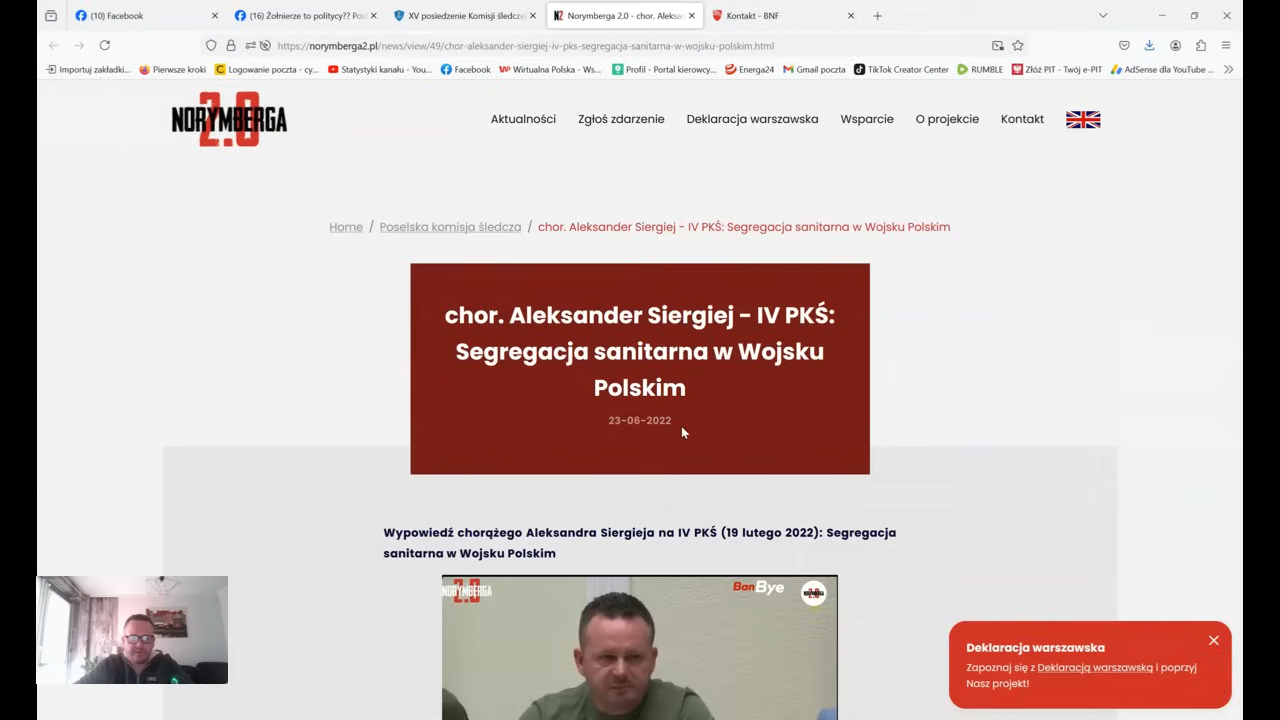 (10) Facebook
(16) Żołnierze to politycy?? Pos
XV posiedzenie Komisji śledcze
Norymberga 2.0 - chor. Aleksa
Kontakt - BNF
https://norymberga2.pl/news/view/49/chor-aleksander-siergiej-iv-pks-segregacja-sanitarna-w-wojsku-polskim.html
Importuj zakładki...
Pierwsze kroki
Logowanie poczta - cy...
Statystyki kanału - You...
Facebook
Wirtualna Polska - Ws...
Profil - Portal kierowcy...
Energa24
Gmail poczta
TikTok Creator Center
RUMBLE
Złóż PIT - Twój e-PIT
AdSense dla YouTube ...
NORYMBERGA
2.0
Aktualności
Zgłoś zdarzenie
Deklaracja warszawska
Wsparcie
O projekcie
Kontakt
Home / Poselska komisja śledcza / chor. Aleksander Siergiej - IV PKŚ: Segregacja sanitarna w Wojsku Polskim
chor. Aleksander Siergiej - IV PKŚ:
Segregacja sanitarna w Wojsku
Polskim
23-06-2022
Wypowiedź chorążego Aleksandra Siergieja na IV PKŚ (19 lutego 2022): Segregacja
sanitarna w Wojsku Polskim
NORYMBERGA
2.0
BanBye
Deklaracja warszawska
Zapoznaj się z Deklaracją warszawską i poprzyj
Nasz projekt!